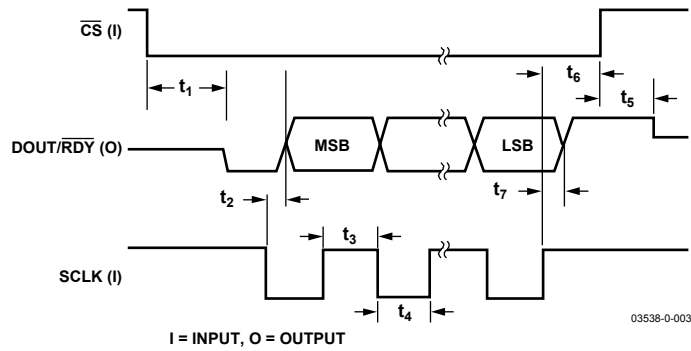 CS (I)
t1
t6
t5
DOUT/RDY (O)
MSB
LSB
t2
t7
t3
SCLK (I)
t4
03538-0-003
I = INPUT, O = OUTPUT